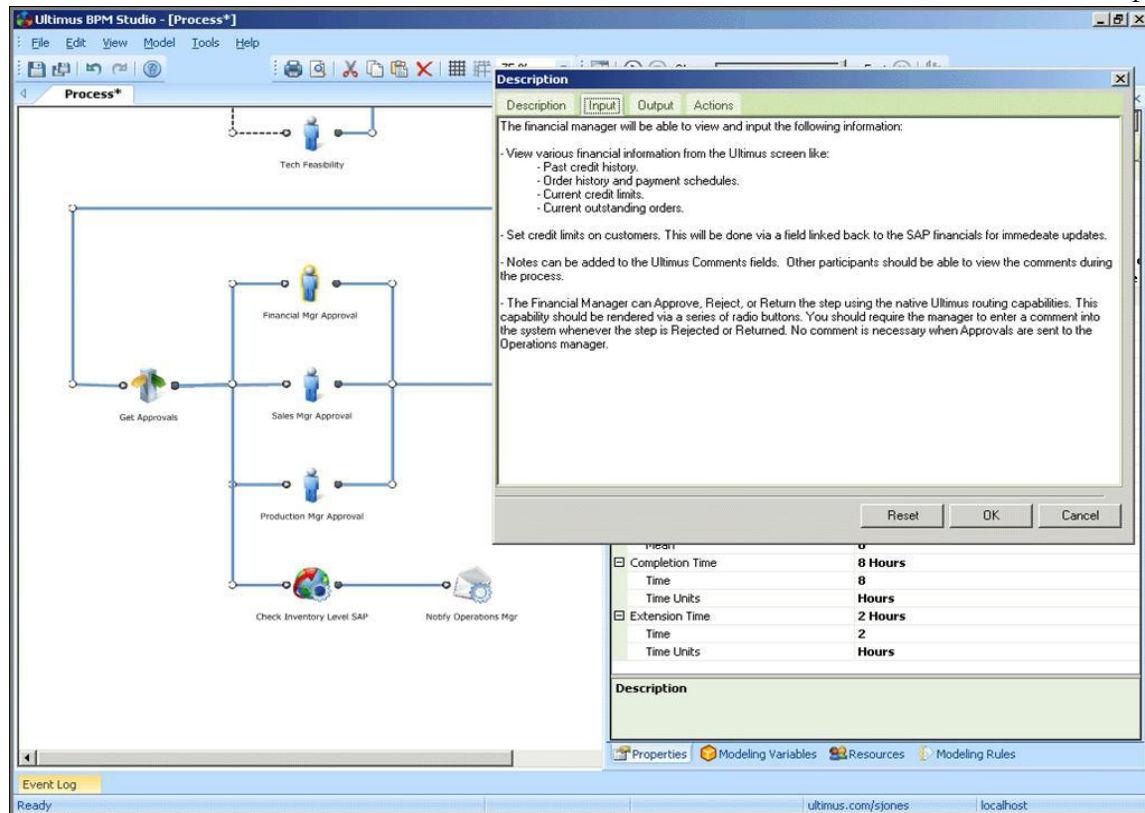 Ultimus BPM Studio - [Process*]
File Edit View Model Tools Help
Process*
Tech Feasibility
Financial Mgr Approval
Get Approvals
Sales Mgr Approval
Production Mgr Approval
Check Inventory Level SAP
Notify Operations Mgr
Description
Description Input Output Actions
The financial manager will be able to view and input the following information:
- View various financial information from the Ultimus screen like:
- Past credit history.
- Order history and payment schedules.
- Current credit limits.
- Current outstanding orders.
- Set credit limits on customers. This will be done via a field linked back to the SAP financials for immedeate updates.
- Notes can be added to the Ultimus Comments fields. Other participants should be able to view the comments during
the process.
- The Financial Manager can Approve, Reject, or Return the step using the native Ultimus routing capabilities. This
capability should be rendered via a series of radio buttons. You should require the manager to enter a comment into
the system whenever the step is Rejected or Returned. No comment is necessary when Approvals are sent to the
Operations manager.
Reset OK Cancel
Completion Time 8 Hours
Time 8
Time Units Hours
Extension Time 2 Hours
Time 2
Time Units Hours
Description
Properties Modeling Variables Resources Modeling Rules
Event Log
Ready ultimus.com/sjones localhost